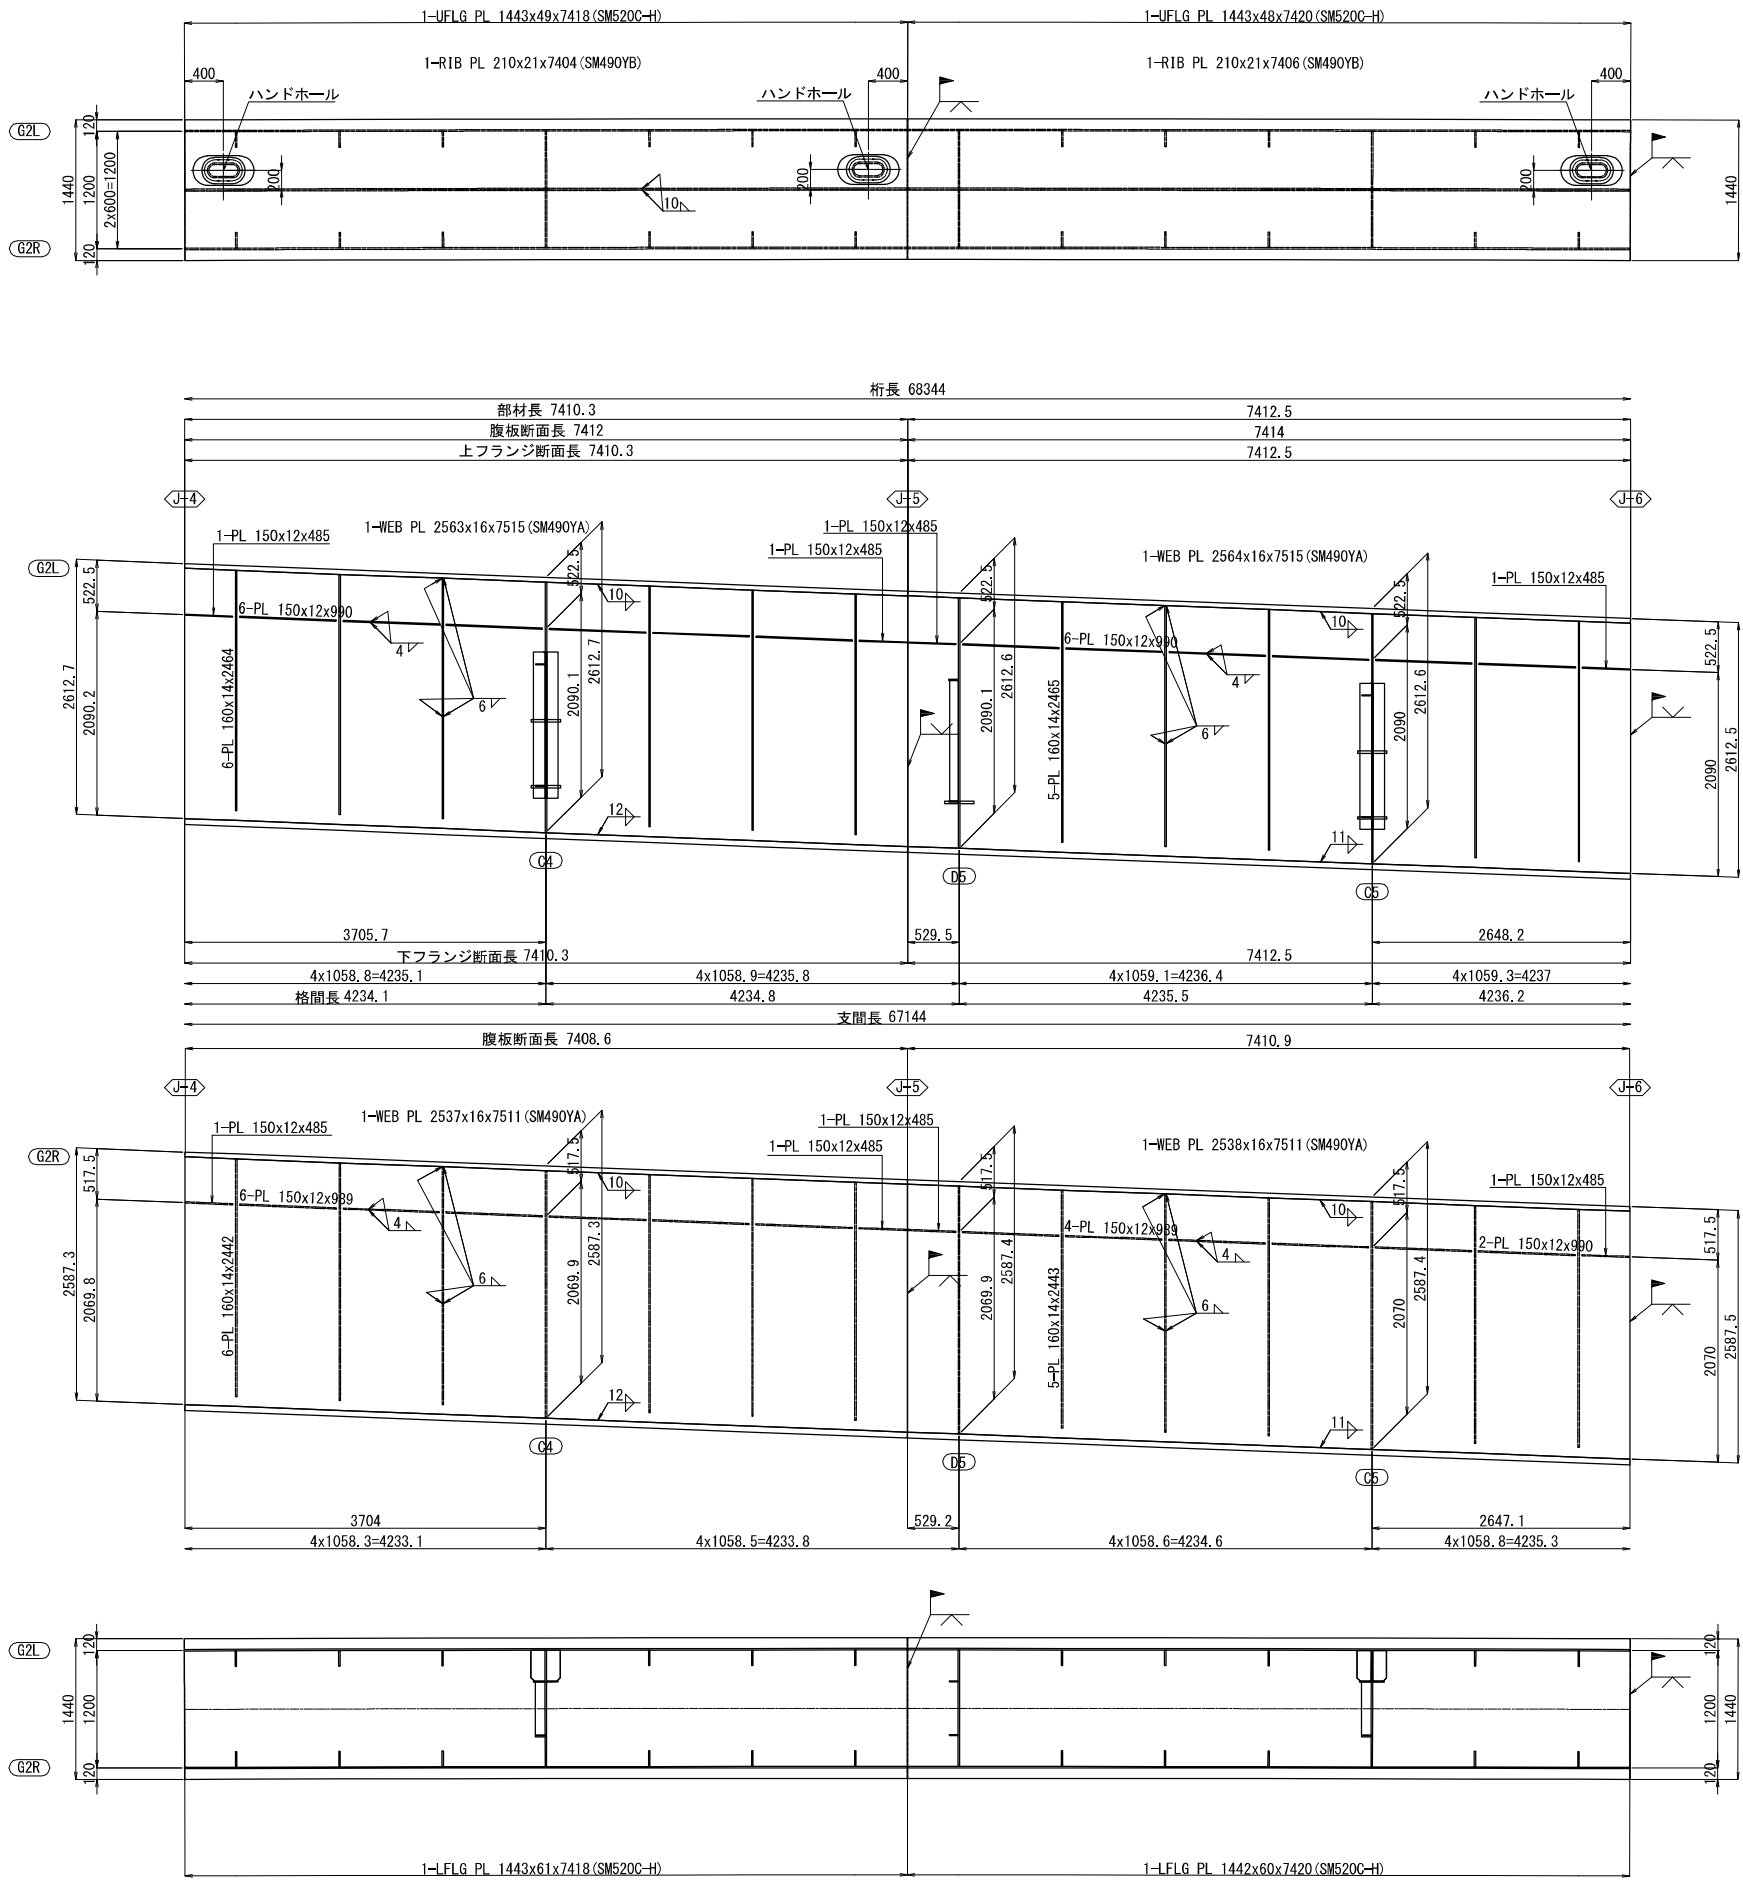 1-UFLG PL 1443x49x7418(SM520C-H)
1-UFLG PL 1443x48x7420(SM520C-H)
1-RIB PL 210x21x7404(SM490YB)
1-RIB PL 210x21x7406(SM490YB)
400
400
400
ハンドホール
ハンドホール
ハンドホール
G2L
G2R
120
1200
120
1440
2x600=1200
200
200
200
10
1440
桁長 68344
部材長 7410.3
7412.5
腹板断面長 7412
7414
上フランジ断面長 7410.3
7412.5
J-4
J-5
J-6
1-WEB PL 2563x16x7515(SM490YA)
1-PL 150x12x485
1-PL 150x12x485
1-PL 150x12x485
1-WEB PL 2564x16x7515(SM490YA)
1-PL 150x12x485
G2L
522.5
2090.2
2612.7
6-PL 150x12x990
6-PL 160x14x2464
4
6
522.5
2090.1
2612.7
10
12
522.5
2090.1
2612.6
6-PL 150x12x990
5-PL 160x14x2465
4
6
522.5
2090
2612.6
10
11
522.5
2090
2612.5
C4
D5
C5
3705.7
529.5
2648.2
下フランジ断面長 7410.3
7412.5
4x1058.8=4235.1
4x1058.9=4235.8
4x1059.1=4236.4
4x1059.3=4237
格間長 4234.1
4234.8
4235.5
4236.2
支間長 67144
腹板断面長 7408.6
7410.9
J-4
J-5
J-6
1-WEB PL 2537x16x7511(SM490YA)
1-PL 150x12x485
1-PL 150x12x485
1-PL 150x12x485
1-WEB PL 2538x16x7511(SM490YA)
1-PL 150x12x485
G2R
517.5
2069.8
2587.3
6-PL 150x12x989
6-PL 160x14x2442
4
6
517.5
2069.9
2587.3
10
12
517.5
2069.9
2587.4
4-PL 150x12x989
5-PL 160x14x2443
4
6
517.5
2070
2587.4
10
11
2-PL 150x12x990
517.5
2070
2587.5
C4
D5
C5
3704
529.2
2647.1
4x1058.3=4233.1
4x1058.5=4233.8
4x1058.6=4234.6
4x1058.8=4235.3
G2L
G2R
120
1200
120
1440
120
1200
120
1440
1-LFLG PL 1443x61x7418(SM520C-H)
1-LFLG PL 1442x60x7420(SM520C-H)